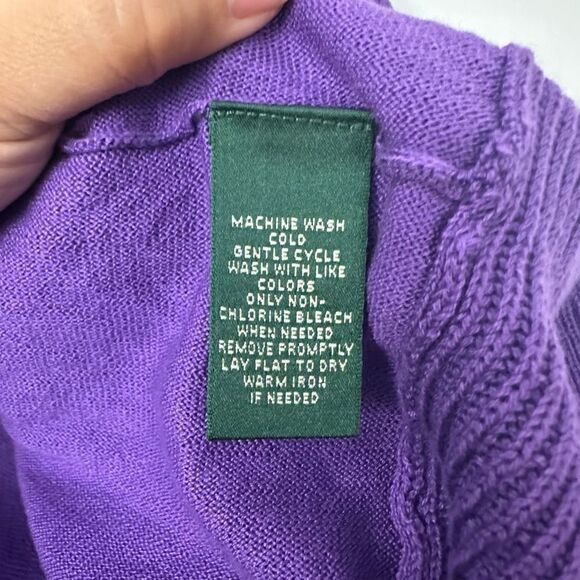 MACHINE WASH
COLD
GENTLE CYCLE
WASH WITH LIKE
COLORS
ONLY NON-
CHLORINE BLEACH
WHEN NEEDED
REMOVE PROMPTLY
LAY FLAT TO DRY
WARM IRON
IF NEEDED